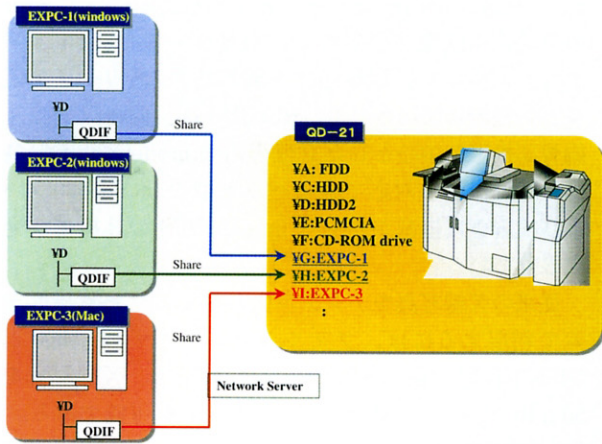 EXPC-1(windows)
¥D
QDIF
Share
EXPC-2(windows)
¥D
QDIF
Share
EXPC-3(Mac)
¥D
QDIF
Share
Network Server
QD-21
¥A: FDD
¥C:HDD
¥D:HDD2
¥E:PCMCIA
¥F:CD-ROM drive
¥G:EXPC-1
¥H:EXPC-2
¥I:EXPC-3
: